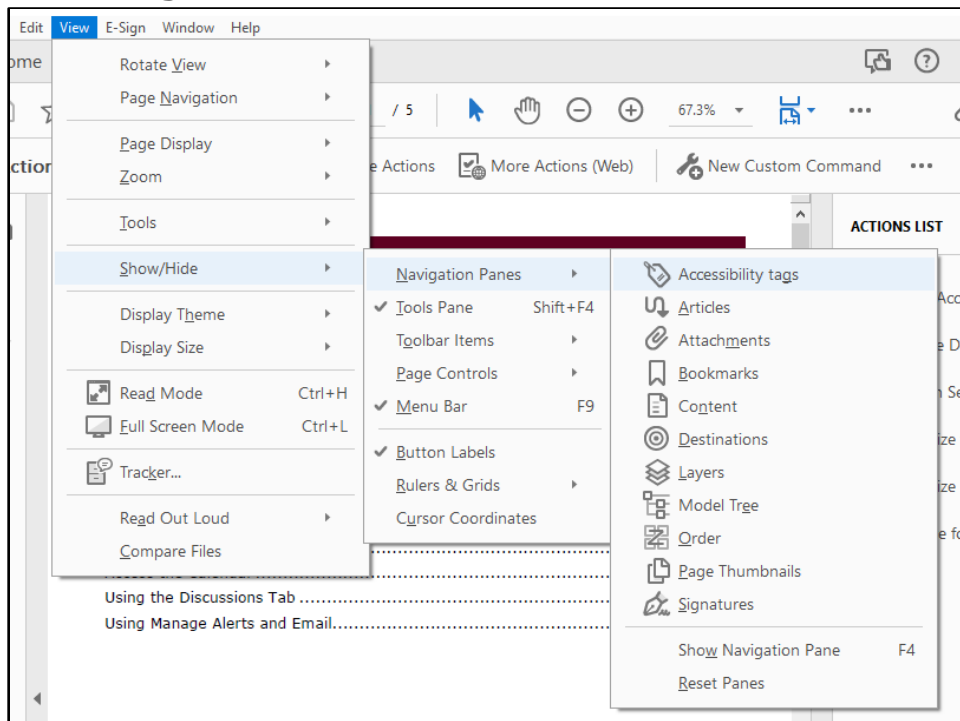 Edit View E-Sign Window Help
Rotate View
Page Navigation
/ 5
67.3%
Page Display
Zoom
Actions
More Actions (Web)
New Custom Command
Tools
ACTIONS LIST
Show/Hide
Display Theme
Display Size
Read Mode Ctrl+H
Full Screen Mode Ctrl+L
Tracker...
Read Out Loud
Compare Files
Navigation Panes
Tools Pane Shift+F4
Toolbar Items
Page Controls
Menu Bar F9
Button Labels
Rulers & Grids
Cursor Coordinates
Accessibility tags
Articles
Attachments
Bookmarks
Content
Destinations
Layers
Model Tree
Order
Page Thumbnails
Signatures
Show Navigation Pane F4
Reset Panes
Using the Discussions Tab
Using Manage Alerts and Email